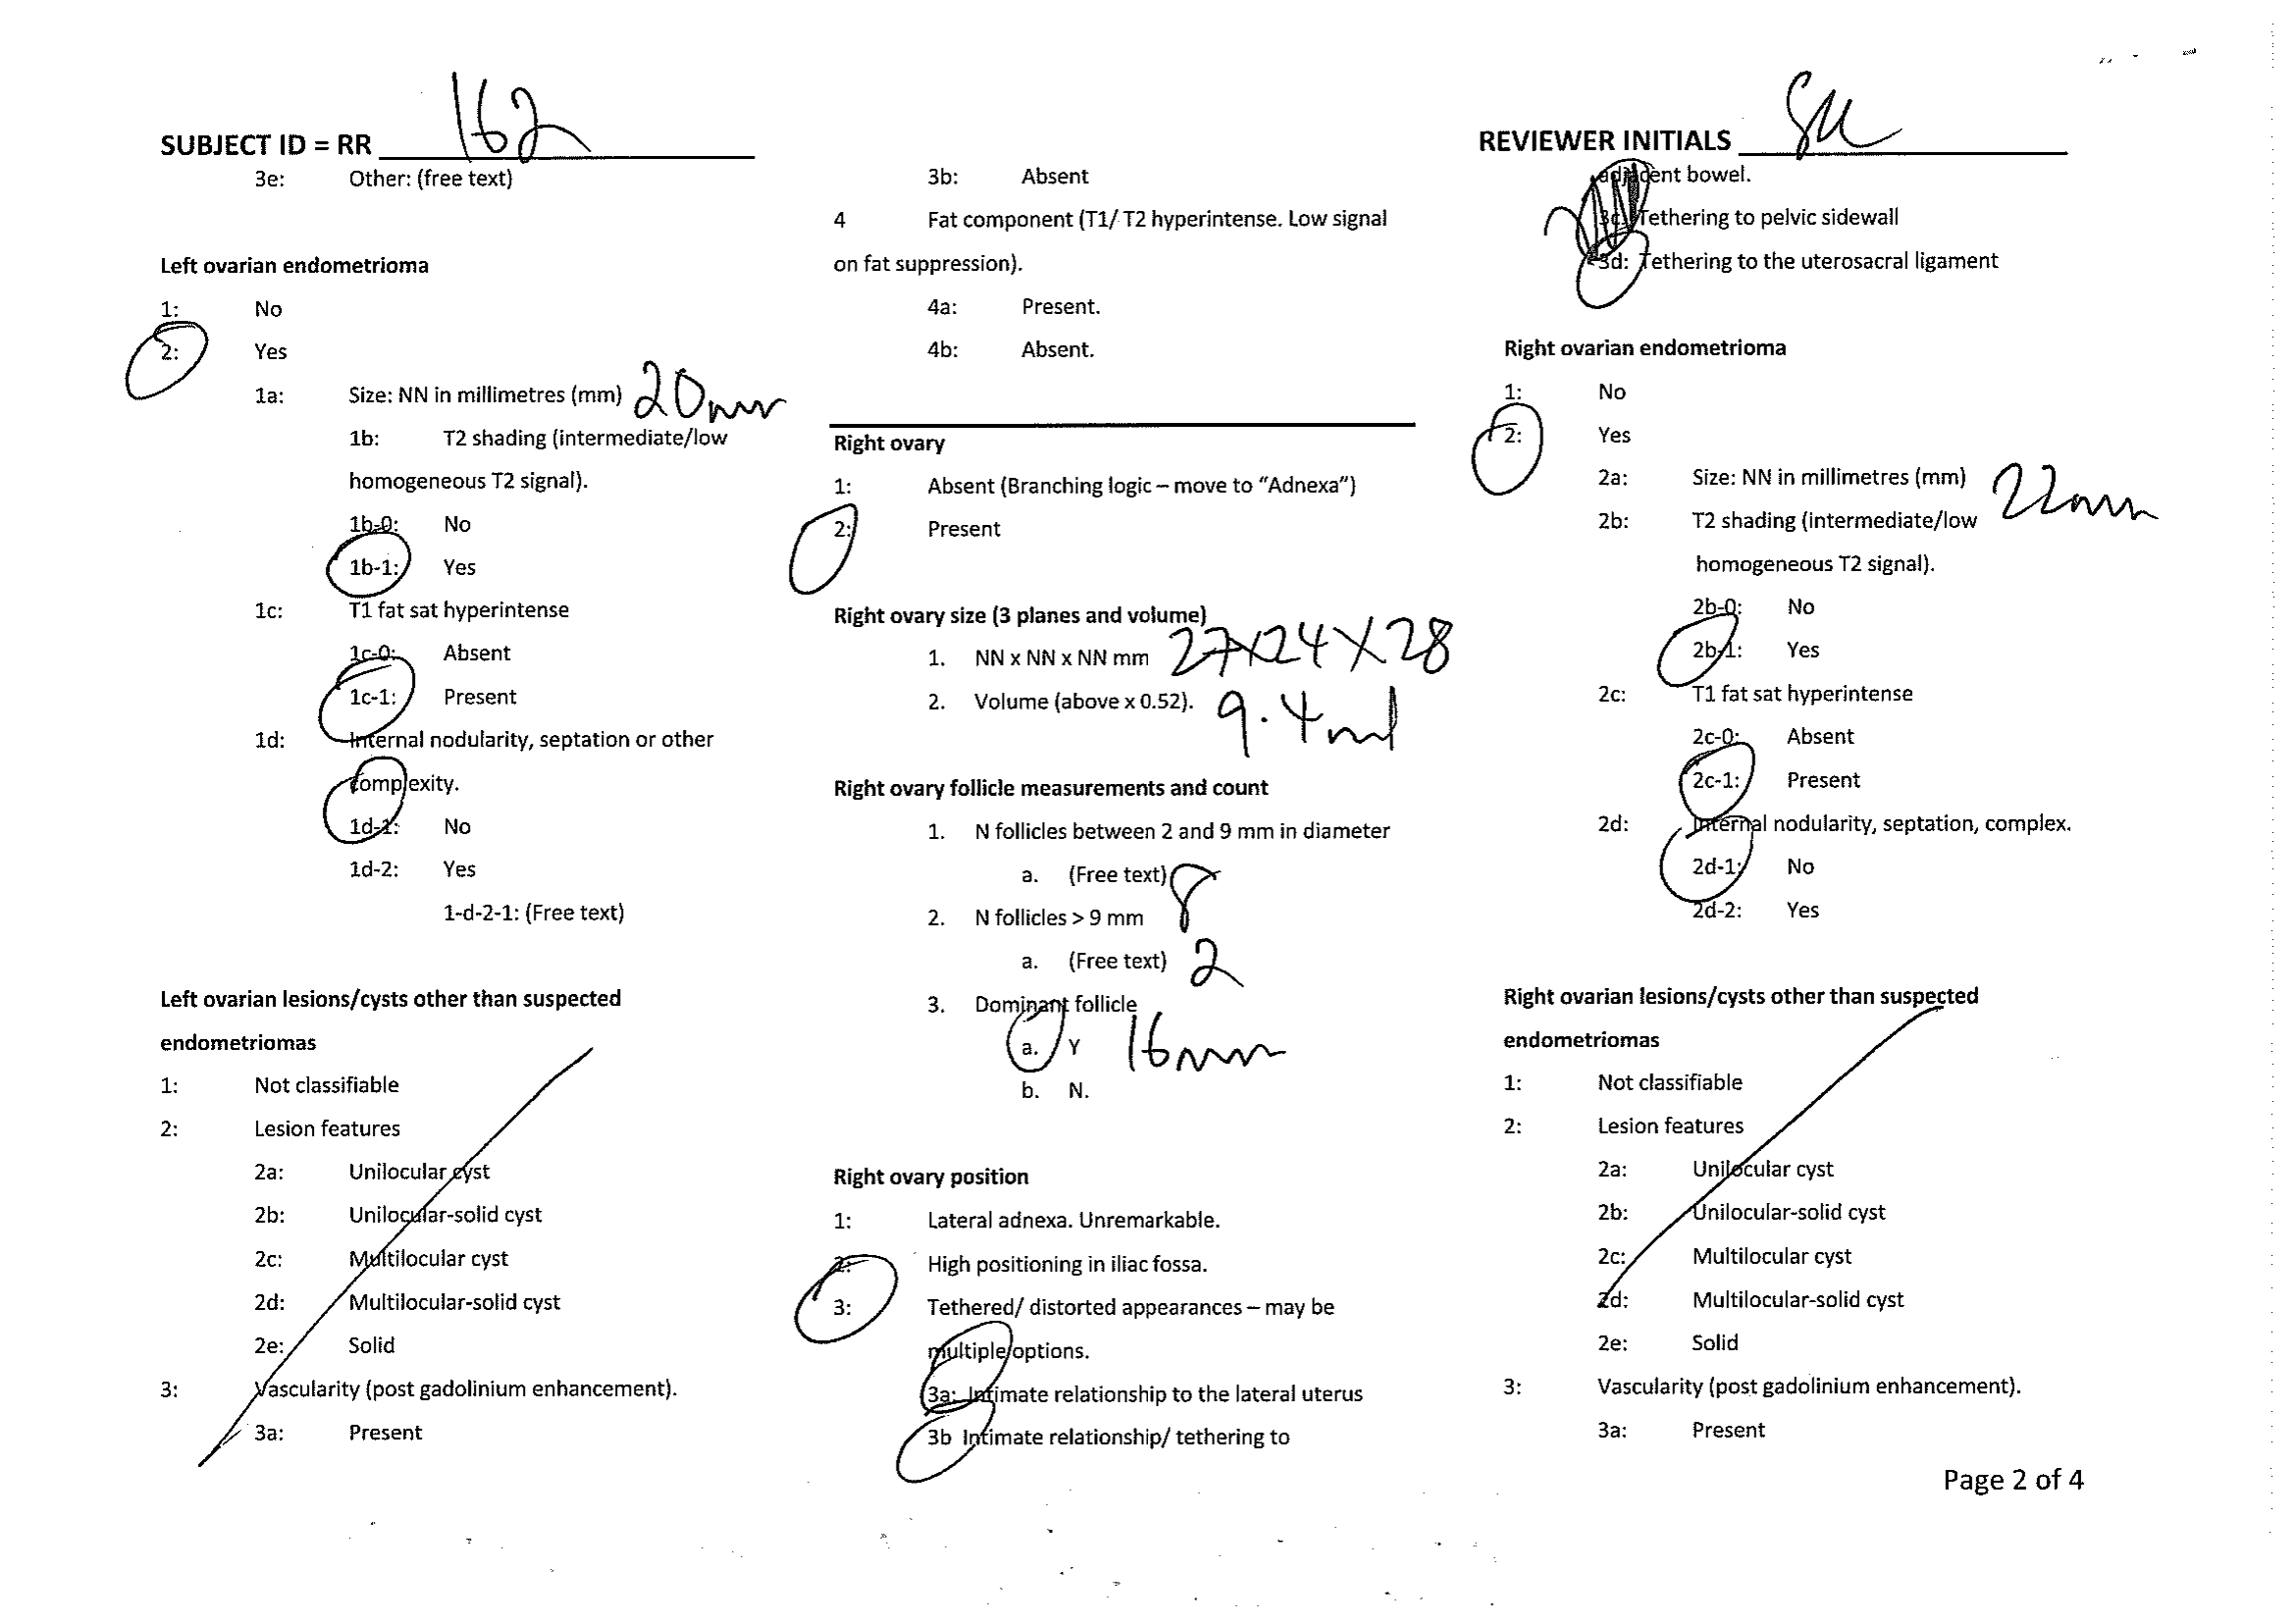 SUBJECT ID = RR 162
3e: Other: (free text)
Left ovarian endometrioma
1: No
2: Yes
1a: Size: NN in millimetres (mm) 20mm
1b: T2 shading (intermediate/low
homogeneous T2 signal).
1b-0: No
1b-1: Yes
1c: T1 fat sat hyperintense
1c-0: Absent
1c-1: Present
1d: Internal nodularity, septation or other
complexity.
1d-1: No
1d-2: Yes
1-d-2-1: (Free text)
Left ovarian lesions/cysts other than suspected
endometriomas
1: Not classifiable
2: Lesion features
2a: Unilocular cyst
2b: Unilocular-solid cyst
2c: Multilocular cyst
2d: Multilocular-solid cyst
2e: Solid
3: Vascularity (post gadolinium enhancement).
3a: Present
3b: Absent
4 Fat component (T1/ T2 hyperintense. Low signal
on fat suppression).
4a: Present.
4b: Absent.
Right ovary
1: Absent (Branching logic – move to “Adnexa”)
2: Present
Right ovary size (3 planes and volume)
1. NN x NN x NN mm 27x24x28
2. Volume (above x 0.52). 9.4ml
Right ovary follicle measurements and count
1. N follicles between 2 and 9 mm in diameter
a. (Free text) 8
2. N follicles > 9 mm
a. (Free text) 2
3. Dominant follicle
a. Y 16mm
b. N.
Right ovary position
1: Lateral adnexa. Unremarkable.
2: High positioning in iliac fossa.
3: Tethered/ distorted appearances – may be
multiple options.
3a: Intimate relationship to the lateral uterus
3b Intimate relationship/ tethering to
REVIEWER INITIALS
adjacent bowel.
3c: Tethering to pelvic sidewall
3d: Tethering to the uterosacral ligament
Right ovarian endometrioma
1: No
2: Yes
2a: Size: NN in millimetres (mm) 22mm
2b: T2 shading (intermediate/low
homogeneous T2 signal).
2b-0: No
2b-1: Yes
2c: T1 fat sat hyperintense
2c-0: Absent
2c-1: Present
2d: Internal nodularity, septation, complex.
2d-1: No
2d-2: Yes
Right ovarian lesions/cysts other than suspected
endometriomas
1: Not classifiable
2: Lesion features
2a: Unilocular cyst
2b: Unilocular-solid cyst
2c: Multilocular cyst
2d: Multilocular-solid cyst
2e: Solid
3: Vascularity (post gadolinium enhancement).
3a: Present
Page 2 of 4